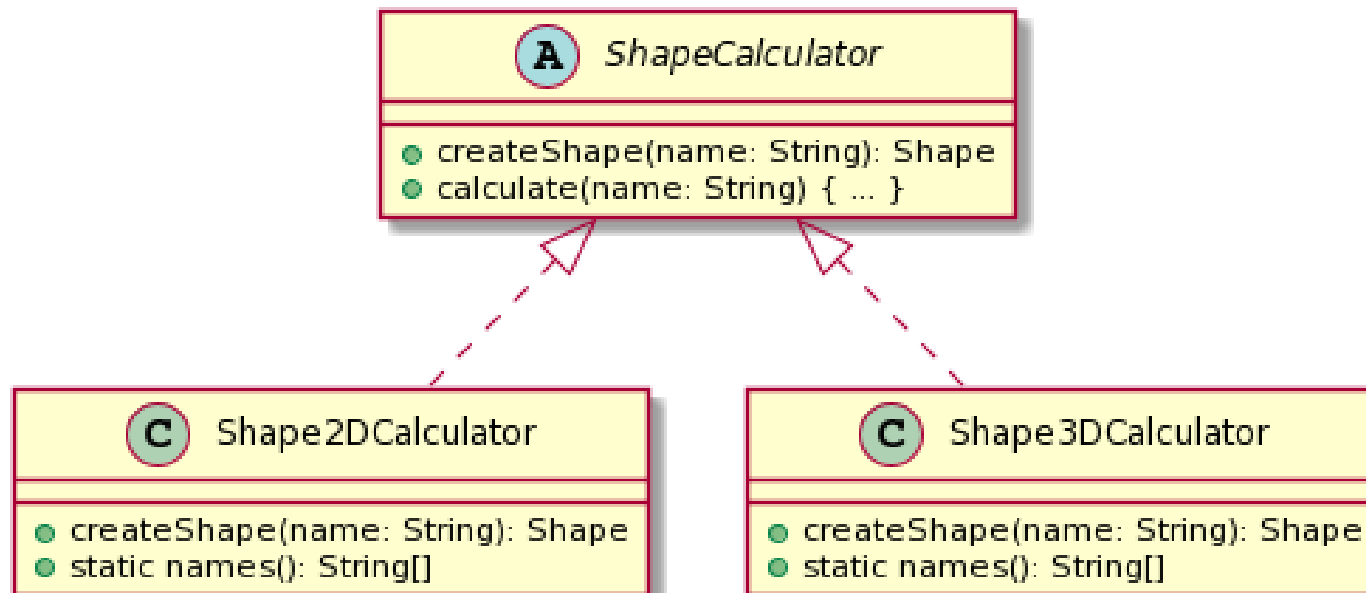 A ShapeCalculator
createShape(name: String): Shape
calculate(name: String) { ... }
C Shape2DCalculator
createShape(name: String): Shape
static names(): String[]
C Shape3DCalculator
createShape(name: String): Shape
static names(): String[]